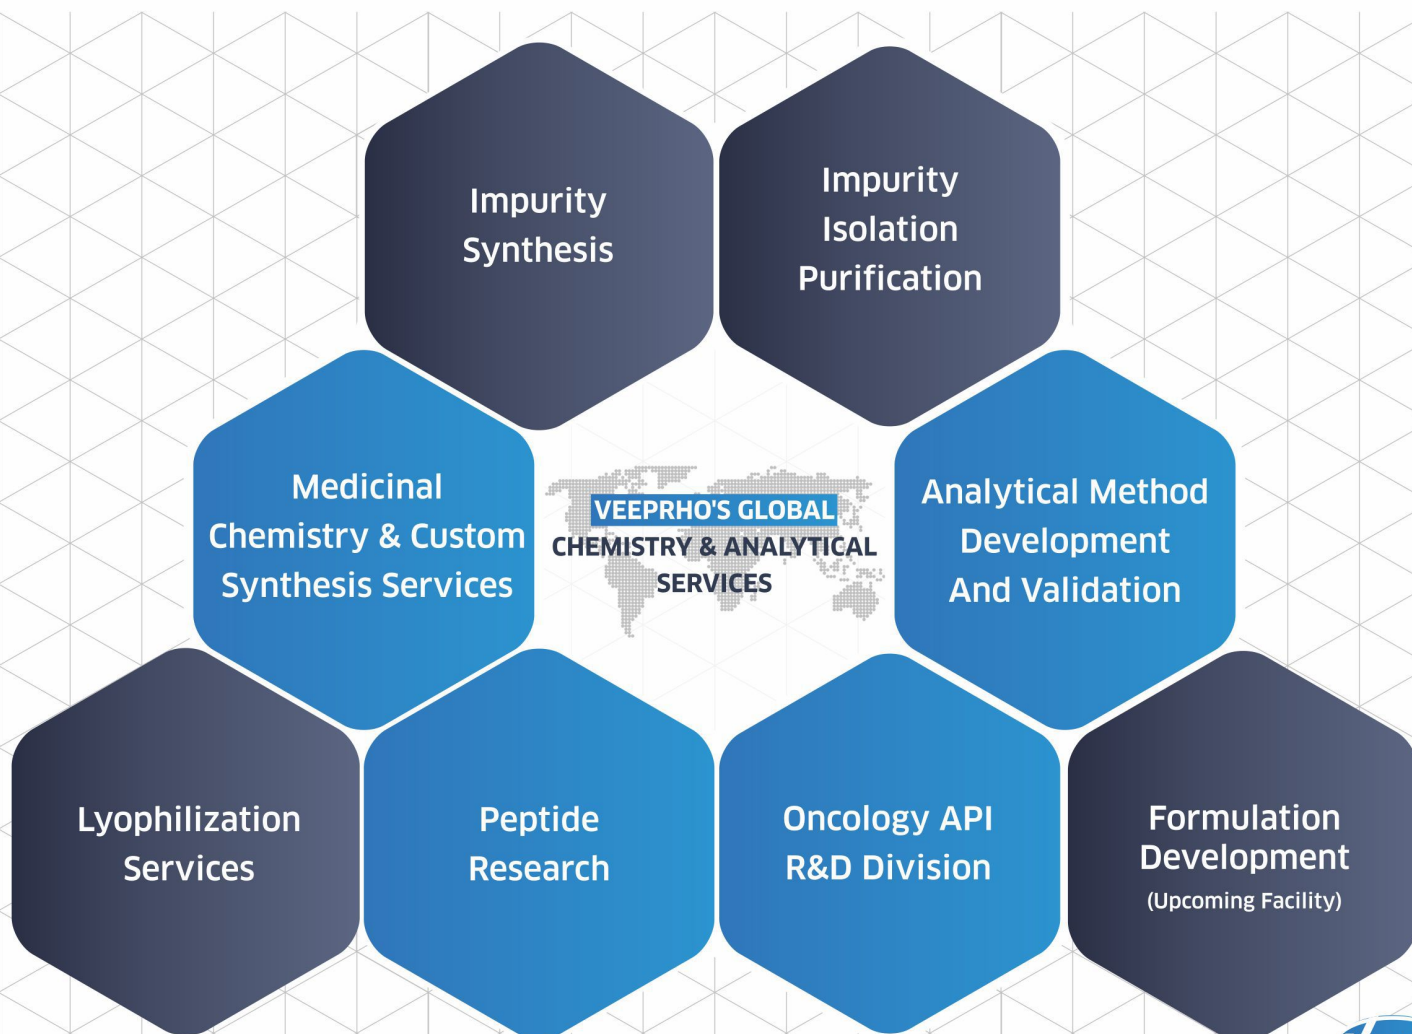 Impurity
Synthesis
Impurity
Isolation
Purification
Medicinal
Chemistry & Custom
Synthesis Services
VEEPRHO'S GLOBAL
CHEMISTRY & ANALYTICAL
SERVICES
Analytical Method
Development
And Validation
Lyophilization
Services
Peptide
Research
Oncology API
R&D Division
Formulation
Development
(Upcoming Facility)